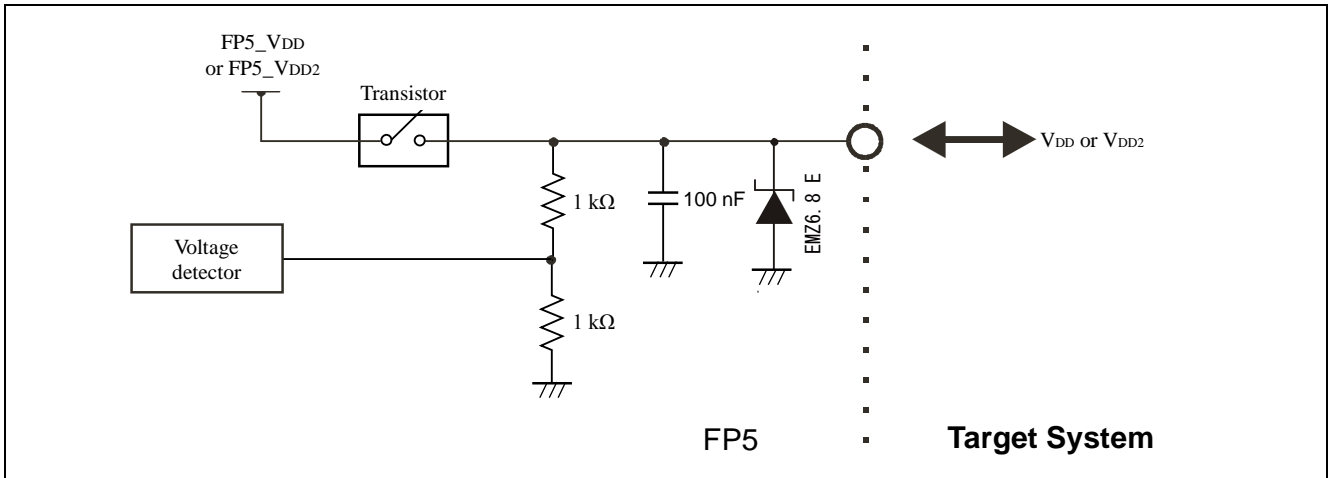 FP5_VDD
or FP5_VDD2
Transistor
VDD or VDD2
1 kΩ
100 nF
EMZ6. 8 E
Voltage
detector
1 kΩ
FP5
Target System